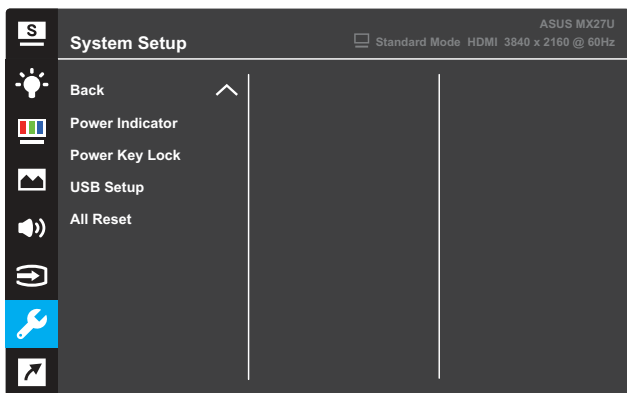 S
ASUS MX27U
System Setup
Standard Mode HDMI 3840 x 2160 @ 60Hz
Back
Power Indicator
Power Key Lock
USB Setup
All Reset